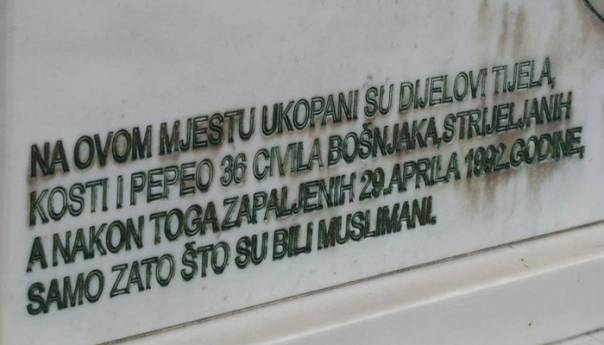 NA OVOM MJESTU UKOPANI SU DIJELOVI TIJELA,
KOSTI I PEPEO 36 CIVILA BOŠNJAKA, STRIJELJANIH
A NAKON TOGA ZAPALJENIH 29.APRILA 1992.GODINE,
SAMO ZATO ŠTO SU BILI MUSLIMANI.